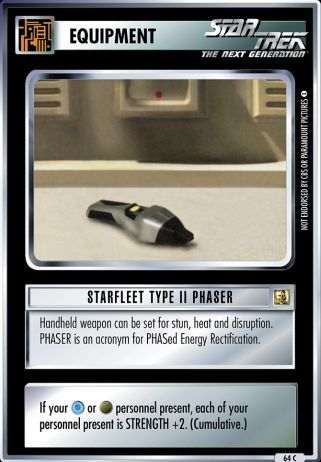 EQUIPMENT
STAR TREK
THE NEXT GENERATION
NOT ENDORSED BY CBS OR PARAMOUNT PICTURES
STARFLEET TYPE II PHASER
Handheld weapon can be set for stun, heat and disruption.
PHASER is an acronym for PHASed Energy Rectification.
If your or personnel present, each of your
personnel present is STRENGTH +2. (Cumulative.)
64 C